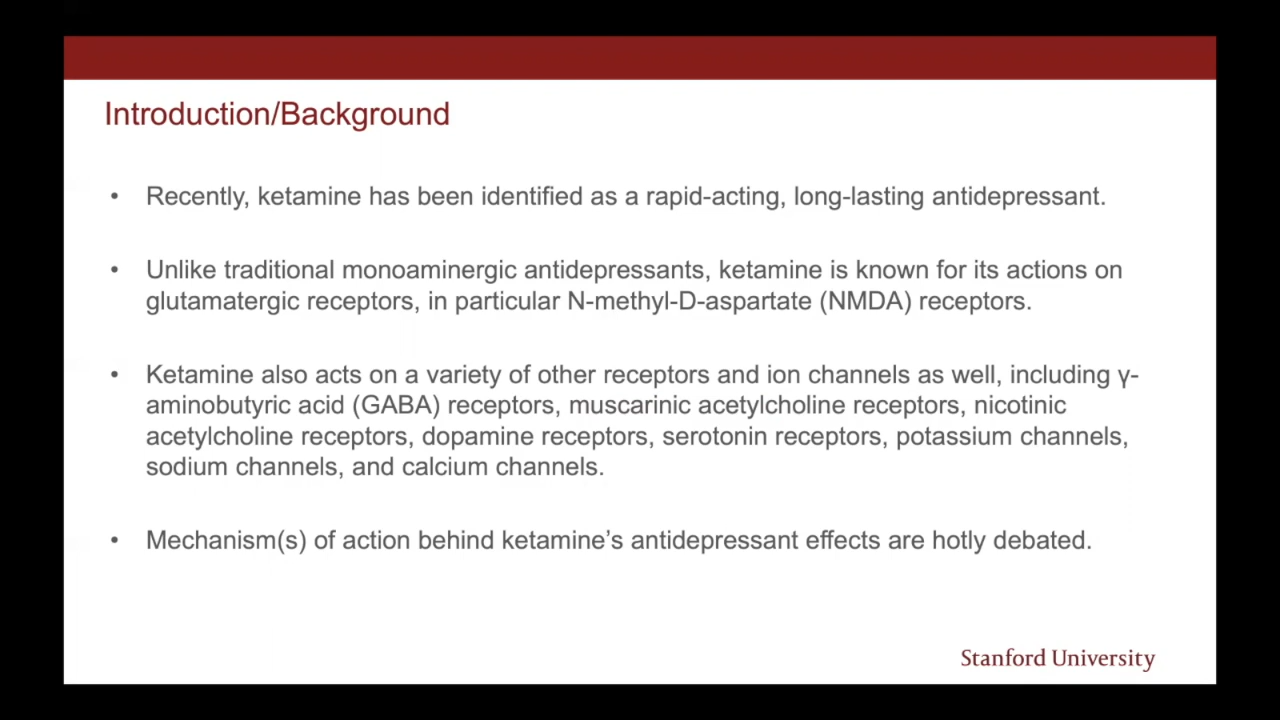 Introduction/Background
• Recently, ketamine has been identified as a rapid-acting, long-lasting antidepressant.
• Unlike traditional monoaminergic antidepressants, ketamine is known for its actions on
glutamatergic receptors, in particular N-methyl-D-aspartate (NMDA) receptors.
• Ketamine also acts on a variety of other receptors and ion channels as well, including γ-
aminobutyric acid (GABA) receptors, muscarinic acetylcholine receptors, nicotinic
acetylcholine receptors, dopamine receptors, serotonin receptors, potassium channels,
sodium channels, and calcium channels.
• Mechanism(s) of action behind ketamine’s antidepressant effects are hotly debated.
Stanford University